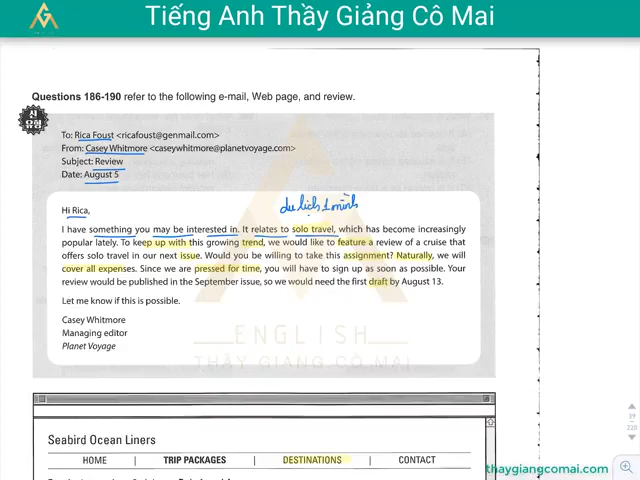 Tiếng Anh Thầy Giảng Cô Mai
Questions 186-190 refer to the following e-mail, Web page, and review.
신
유형
To: Rica Foust <ricafoust@genmail.com>
From: Casey Whitmore <caseywhitmore@planetvoyage.com>
Subject: Review
Date: August 5
Hi Rica,
du lịch 1 mình
I have something you may be interested in. It relates to solo travel, which has become increasingly
popular lately. To keep up with this growing trend, we would like to feature a review of a cruise that
offers solo travel in our next issue. Would you be willing to take this assignment? Naturally, we will
cover all expenses. Since we are pressed for time, you will have to sign up as soon as possible. Your
review would be published in the September issue, so we would need the first draft by August 13.
Let me know if this is possible.
Casey Whitmore
Managing editor
Planet Voyage
ENGLISH
THẦY GIẢNG CÔ MAI
Seabird Ocean Liners
HOME | TRIP PACKAGES | DESTINATIONS | CONTACT
39
220
thaygiangcomai.com